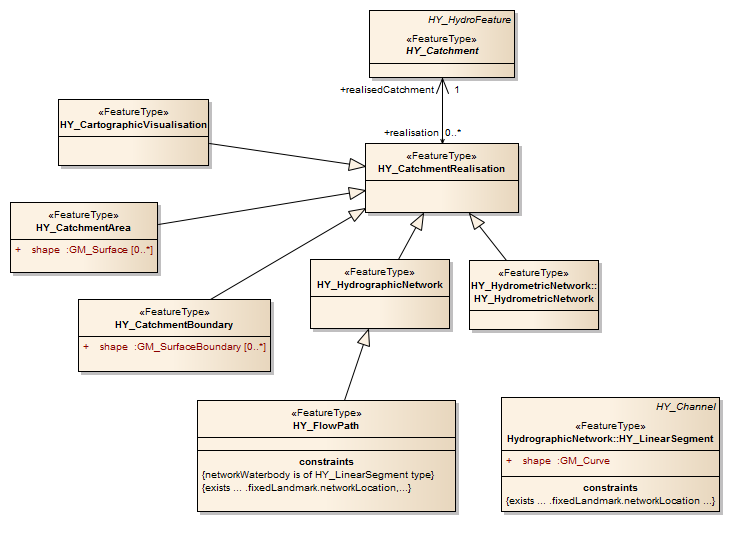 HY_HydroFeature
«FeatureType»
HY_Catchment
+realisedCatchment
1
+realisation 0..*
«FeatureType»
HY_CartographicVisualisation
«FeatureType»
HY_CatchmentRealisation
«FeatureType»
HY_CatchmentArea
+ shape :GM_Surface [0..*]
«FeatureType»
HY_HydrographicNetwork
«FeatureType»
HY_HydrometricNetwork::
HY_HydrometricNetwork
«FeatureType»
HY_CatchmentBoundary
+ shape :GM_SurfaceBoundary [0..*]
«FeatureType»
HY_FlowPath
constraints
{networkWaterbody is of HY_LinearSegment type}
{exists ... .fixedLandmark.networkLocation,...}
HY_Channel
«FeatureType»
HydrographicNetwork::HY_LinearSegment
+ shape :GM_Curve
constraints
{exists ... .fixedLandmark.networkLocation ...}